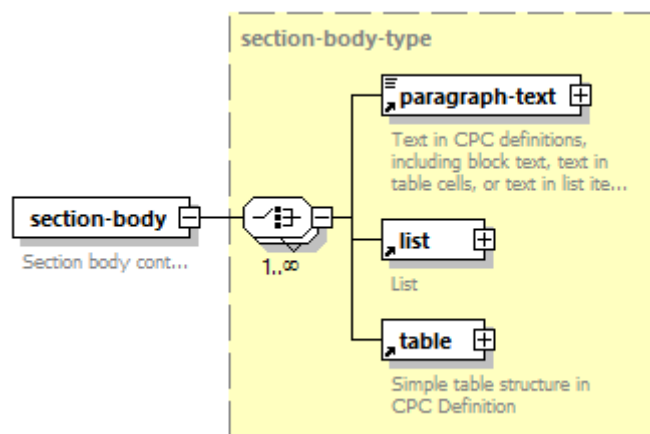 section-body-type
paragraph-text
Text in CPC definitions,
including block text, text in
table cells, or text in list ite...
section-body
Section body cont...
1..∞
list
List
table
Simple table structure in
CPC Definition